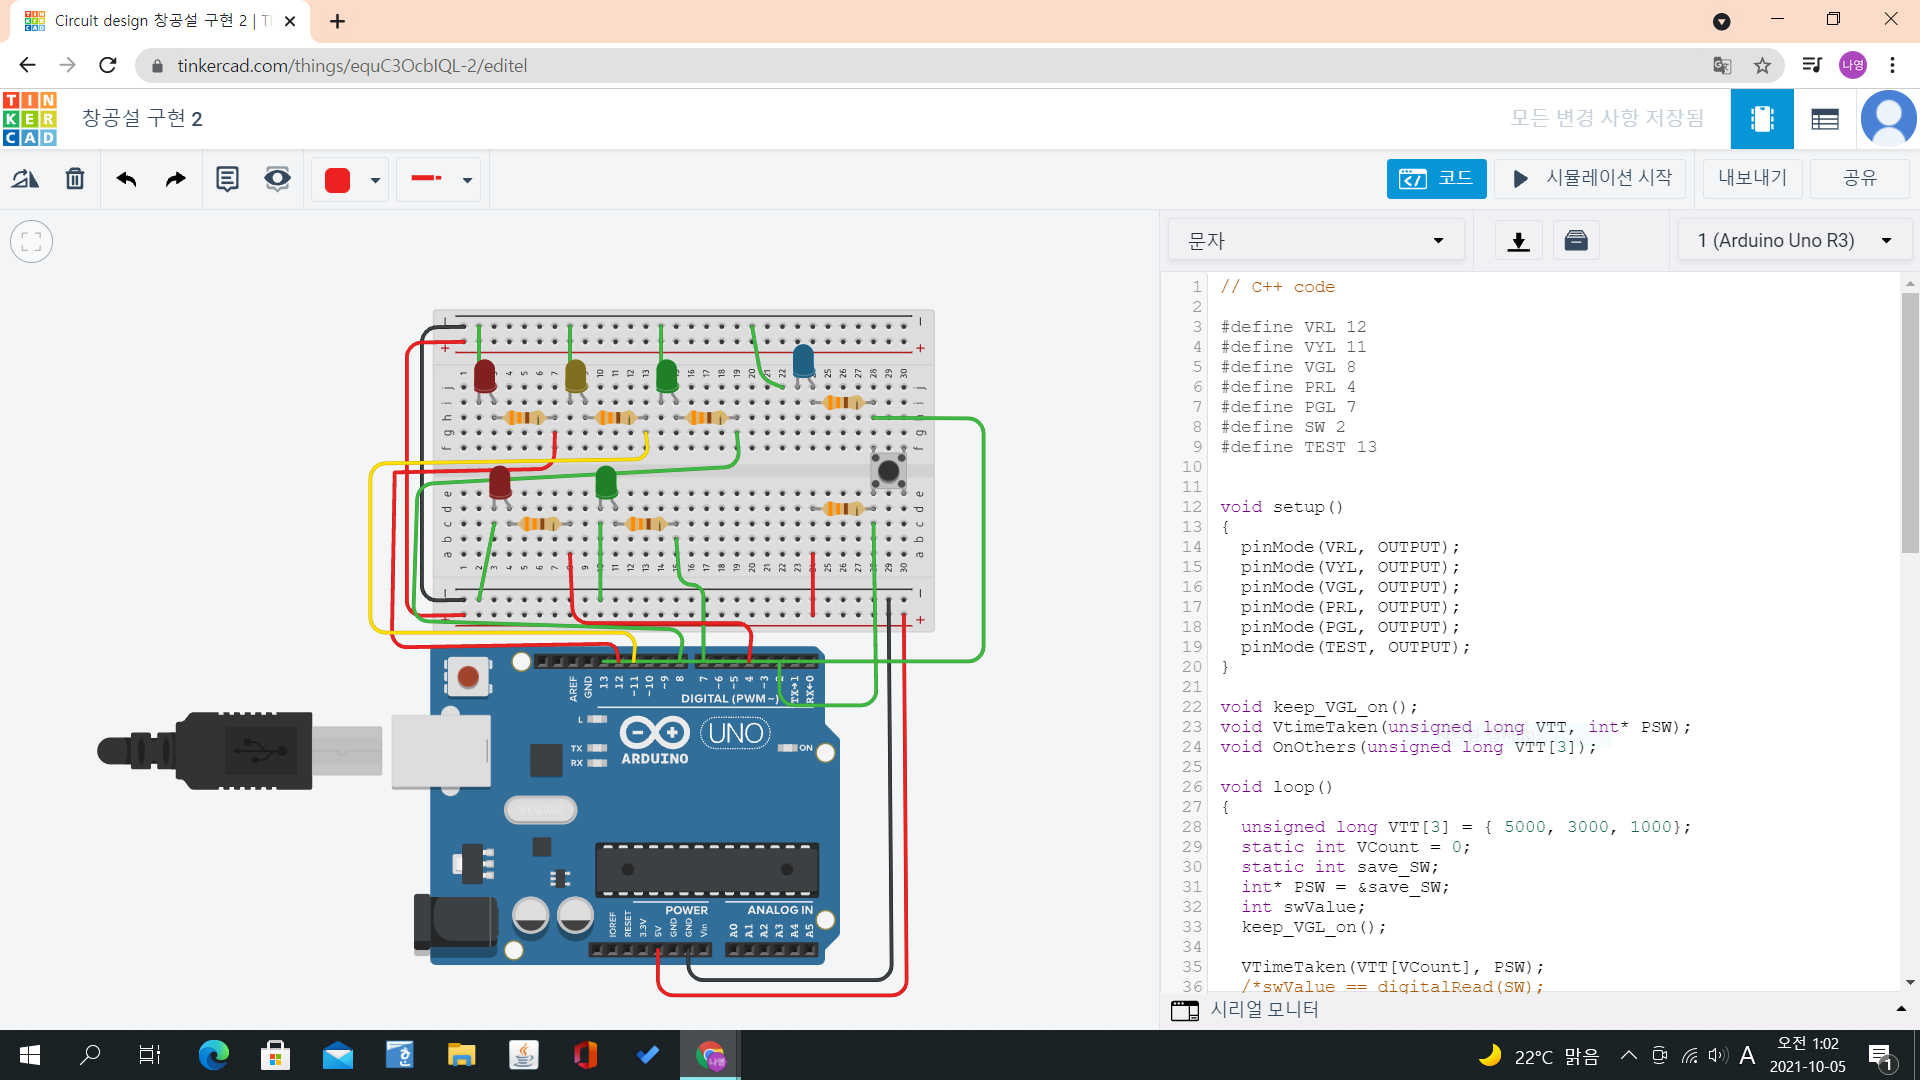 Circuit design 창공설 구현 2 | Ti
tinkercad.com/things/equC3OcbIQL-2/editel
나영
TIN
KER
CAD
창공설 구현 2
모든 변경 사항 저장됨
코드
시뮬레이션 시작
내보내기
공유
문자
1 (Arduino Uno R3)
1 // C++ code
2
3 #define VRL 12
4 #define VYL 11
5 #define VGL 8
6 #define PRL 4
7 #define PGL 7
8 #define SW 2
9 #define TEST 13
10
11
12 void setup()
13 {
14 pinMode(VRL, OUTPUT);
15 pinMode(VYL, OUTPUT);
16 pinMode(VGL, OUTPUT);
17 pinMode(PRL, OUTPUT);
18 pinMode(PGL, OUTPUT);
19 pinMode(TEST, OUTPUT);
20 }
21
22 void keep_VGL_on();
23 void VtimeTaken(unsigned long VTT, int* PSW);
24 void OnOthers(unsigned long VTT[3]);
25
26 void loop()
27 {
28 unsigned long VTT[3] = { 5000, 3000, 1000};
29 static int VCount = 0;
30 static int save_SW;
31 int* PSW = &save_SW;
32 int swValue;
33 keep_VGL_on();
34
35 VTimeTaken(VTT[VCount], PSW);
36 /*swValue == digitalRead(SW);
시리얼 모니터
AREF GND 13 12 ~11 ~10 ~9 8 7 ~6 ~5 4 ~3 2 TX→1 RX←0
DIGITAL (PWM ~)
L
TX
RX
ARDUINO
UNO
ON
POWER
ANALOG IN
IOREF RESET 3.3V 5V GND GND Vin A0 A1 A2 A3 A4 A5
22°C 맑음
A
오전 1:02
2021-10-05
1